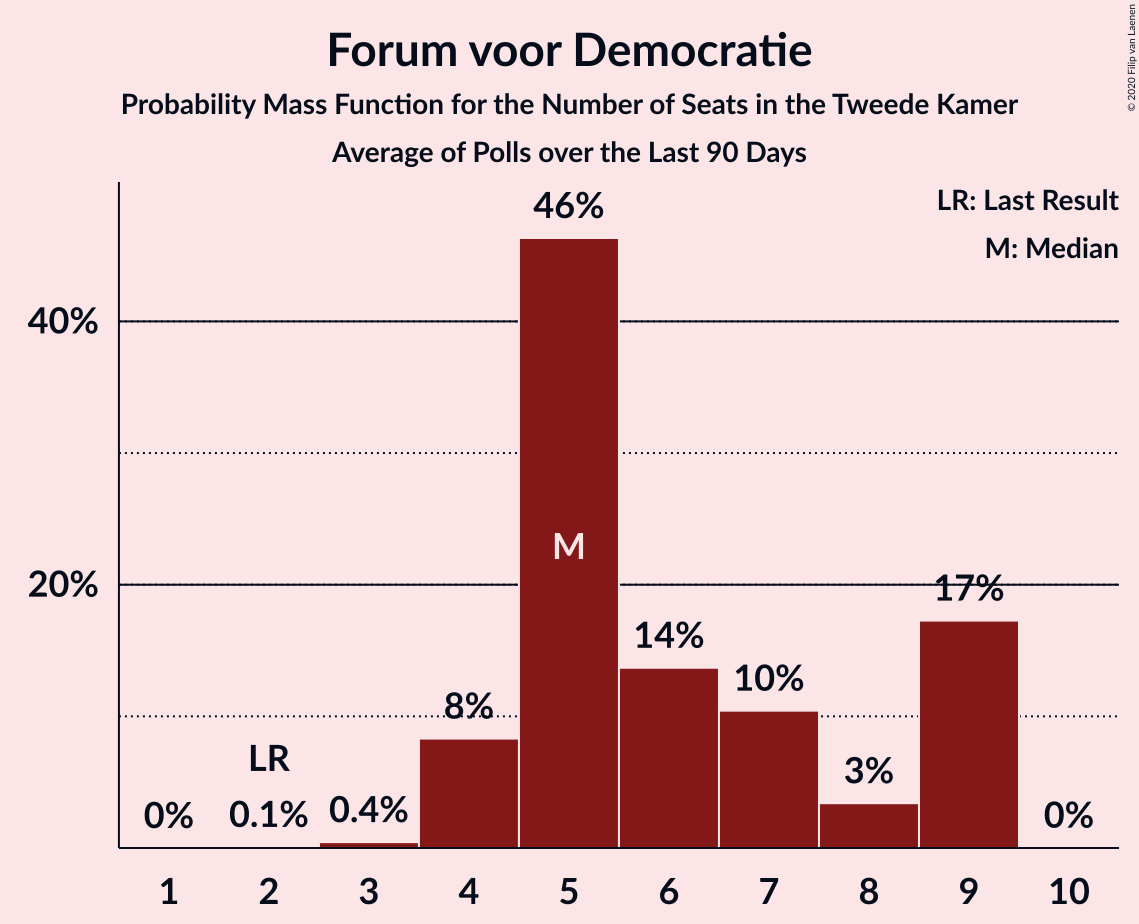 Forum voor Democratie
Probability Mass Function for the Number of Seats in the Tweede Kamer
Average of Polls over the Last 90 Days
© 2020 Filip van Laenen
LR: Last Result
M: Median
46%
40%
M
20%
17%
14%
10%
8%
LR
3%
0%
0.1%
0.4%
0%
1 2 3 4 5 6 7 8 9 10